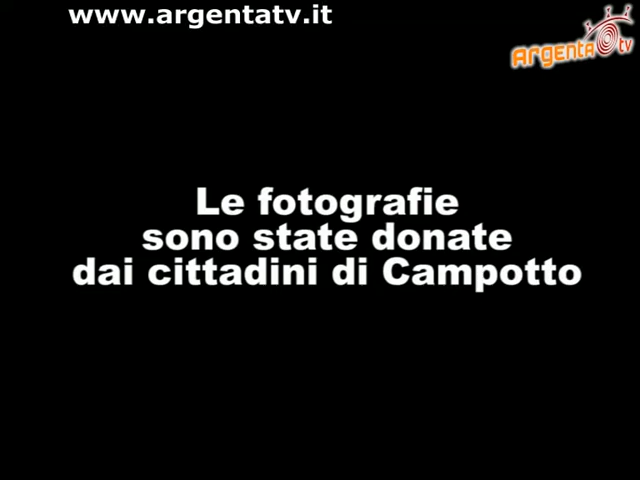 www.argentatv.it
Argenta tv
Le fotografie
sono state donate
dai cittadini di Campotto